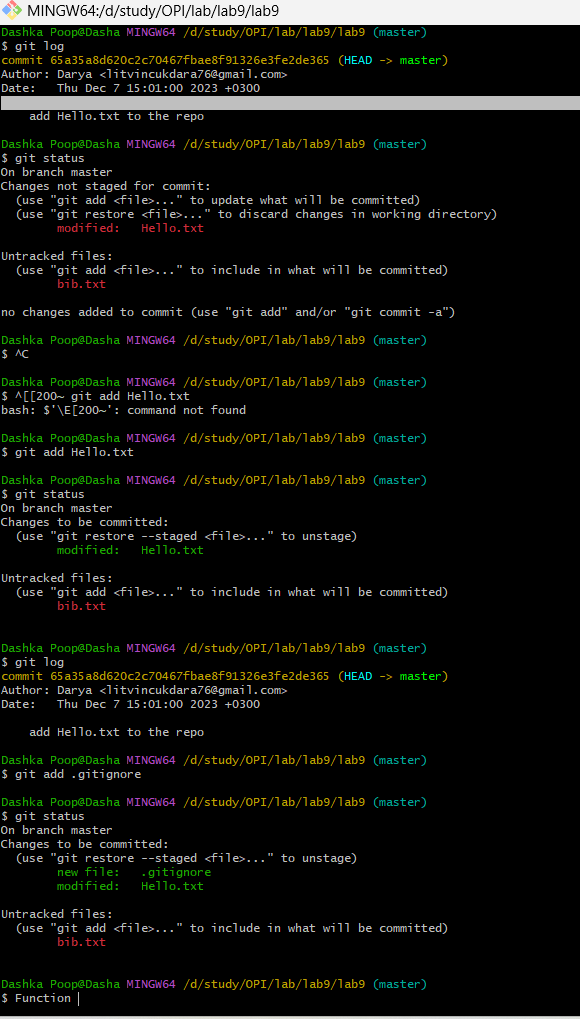 MINGW64:/d/study/OPI/lab/lab9/lab9
Dashka Poop@Dasha MINGW64 /d/study/OPI/lab/lab9/lab9 (master)
$ git log
commit 65a35a8d620c2c70467fbae8f91326e3fe2de365 (HEAD -> master)
Author: Darya <litvincukdara76@gmail.com>
Date:   Thu Dec 7 15:01:00 2023 +0300
    add Hello.txt to the repo
Dashka Poop@Dasha MINGW64 /d/study/OPI/lab/lab9/lab9 (master)
$ git status
On branch master
Changes not staged for commit:
  (use "git add <file>..." to update what will be committed)
  (use "git restore <file>..." to discard changes in working directory)
        modified:   Hello.txt
Untracked files:
  (use "git add <file>..." to include in what will be committed)
        bib.txt
no changes added to commit (use "git add" and/or "git commit -a")
Dashka Poop@Dasha MINGW64 /d/study/OPI/lab/lab9/lab9 (master)
$ ^C
Dashka Poop@Dasha MINGW64 /d/study/OPI/lab/lab9/lab9 (master)
$ ^[[200~ git add Hello.txt
bash: $'\E[200~': command not found
Dashka Poop@Dasha MINGW64 /d/study/OPI/lab/lab9/lab9 (master)
$ git add Hello.txt
Dashka Poop@Dasha MINGW64 /d/study/OPI/lab/lab9/lab9 (master)
$ git status
On branch master
Changes to be committed:
  (use "git restore --staged <file>..." to unstage)
        modified:   Hello.txt
Untracked files:
  (use "git add <file>..." to include in what will be committed)
        bib.txt
Dashka Poop@Dasha MINGW64 /d/study/OPI/lab/lab9/lab9 (master)
$ git log
commit 65a35a8d620c2c70467fbae8f91326e3fe2de365 (HEAD -> master)
Author: Darya <litvincukdara76@gmail.com>
Date:   Thu Dec 7 15:01:00 2023 +0300
    add Hello.txt to the repo
Dashka Poop@Dasha MINGW64 /d/study/OPI/lab/lab9/lab9 (master)
$ git add .gitignore
Dashka Poop@Dasha MINGW64 /d/study/OPI/lab/lab9/lab9 (master)
$ git status
On branch master
Changes to be committed:
  (use "git restore --staged <file>..." to unstage)
        new file:   .gitignore
        modified:   Hello.txt
Untracked files:
  (use "git add <file>..." to include in what will be committed)
        bib.txt
Dashka Poop@Dasha MINGW64 /d/study/OPI/lab/lab9/lab9 (master)
$ Function